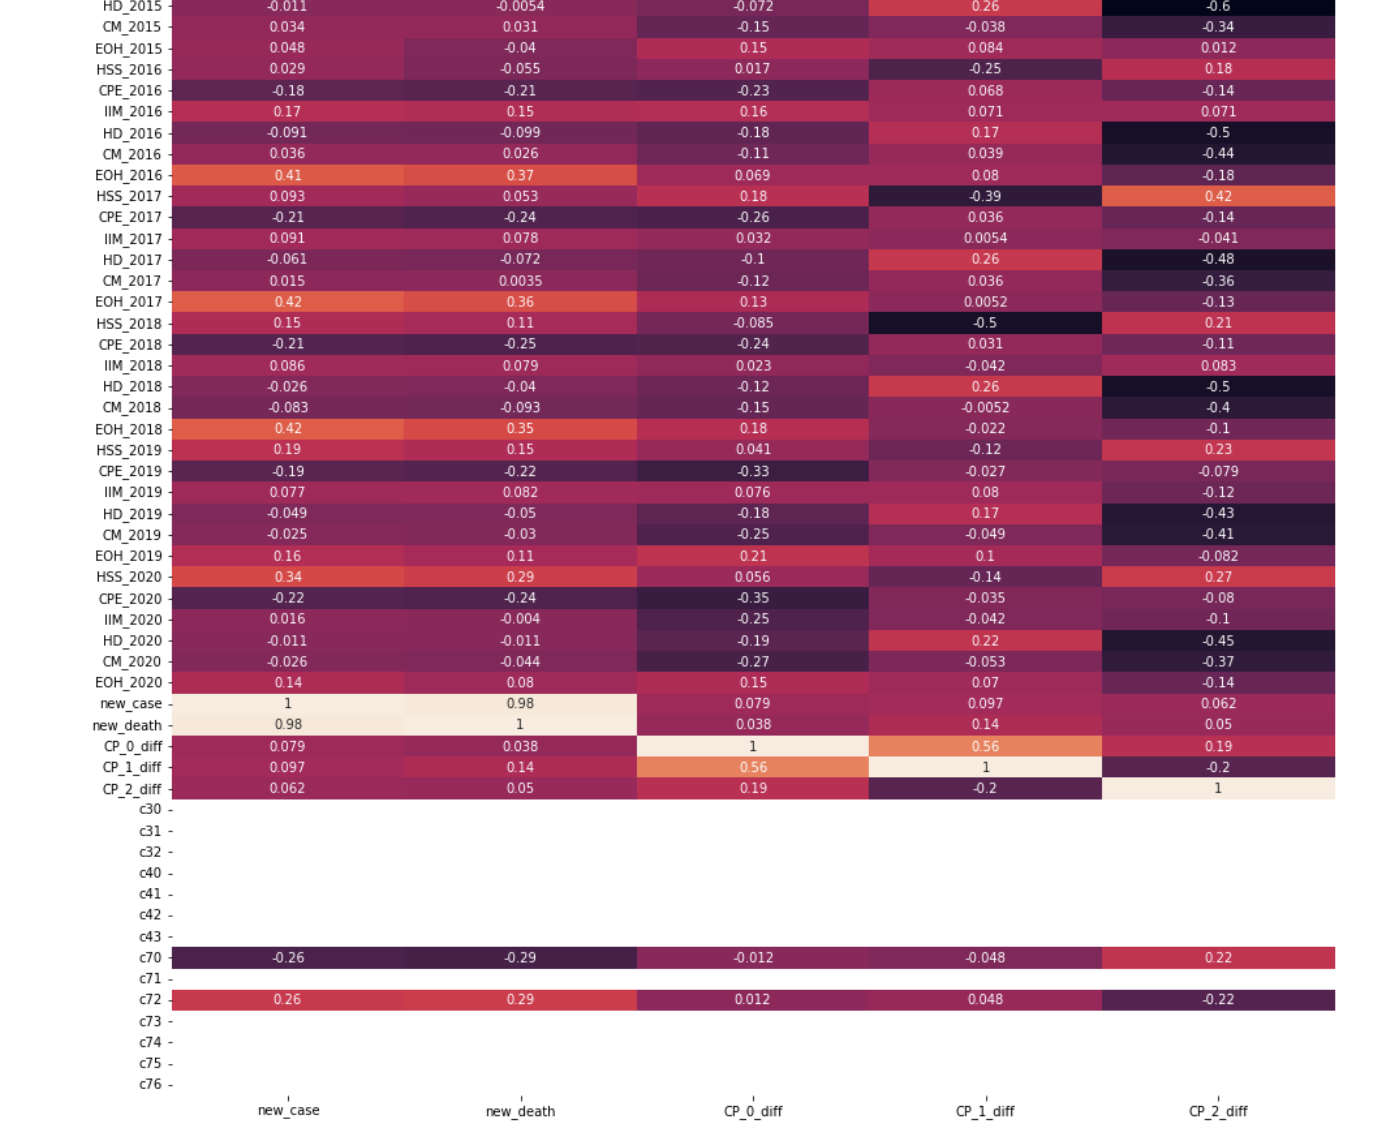 HD_2015 -0.011 -0.0054 -0.072 0.26 -0.6
CM_2015 0.034 0.031 -0.15 -0.038 -0.34
EOH_2015 0.048 -0.04 0.15 0.084 0.012
HSS_2016 0.029 -0.055 0.017 -0.25 0.18
CPE_2016 -0.18 -0.21 -0.23 0.068 -0.14
IIM_2016 0.17 0.15 0.16 0.071 0.071
HD_2016 -0.091 -0.099 -0.18 0.17 -0.5
CM_2016 0.036 0.026 -0.11 0.039 -0.44
EOH_2016 0.41 0.37 0.069 0.08 -0.18
HSS_2017 0.093 0.053 0.18 -0.39 0.42
CPE_2017 -0.21 -0.24 -0.26 0.036 -0.14
IIM_2017 0.091 0.078 0.032 0.0054 -0.041
HD_2017 -0.061 -0.072 -0.1 0.26 -0.48
CM_2017 0.015 0.0035 -0.12 0.036 -0.36
EOH_2017 0.42 0.36 0.13 0.0052 -0.13
HSS_2018 0.15 0.11 -0.085 -0.5 0.21
CPE_2018 -0.21 -0.25 -0.24 0.031 -0.11
IIM_2018 0.086 0.079 0.023 -0.042 0.083
HD_2018 -0.026 -0.04 -0.12 0.26 -0.5
CM_2018 -0.083 -0.093 -0.15 -0.0052 -0.4
EOH_2018 0.42 0.35 0.18 -0.022 -0.1
HSS_2019 0.19 0.15 0.041 -0.12 0.23
CPE_2019 -0.19 -0.22 -0.33 -0.027 -0.079
IIM_2019 0.077 0.082 0.076 0.08 -0.12
HD_2019 -0.049 -0.05 -0.18 0.17 -0.43
CM_2019 -0.025 -0.03 -0.25 -0.049 -0.41
EOH_2019 0.16 0.11 0.21 0.1 -0.082
HSS_2020 0.34 0.29 0.056 -0.14 0.27
CPE_2020 -0.22 -0.24 -0.35 -0.035 -0.08
IIM_2020 0.016 -0.004 -0.25 -0.042 -0.1
HD_2020 -0.011 -0.011 -0.19 0.22 -0.45
CM_2020 -0.026 -0.044 -0.27 -0.053 -0.37
EOH_2020 0.14 0.08 0.15 0.07 -0.14
new_case 1 0.98 0.079 0.097 0.062
new_death 0.98 1 0.038 0.14 0.05
CP_0_diff 0.079 0.038 1 0.56 0.19
CP_1_diff 0.097 0.14 0.56 1 -0.2
CP_2_diff 0.062 0.05 0.19 -0.2 1
c30
c31
c32
c40
c41
c42
c43
c70 -0.26 -0.29 -0.012 -0.048 0.22
c71
c72 0.26 0.29 0.012 0.048 -0.22
c73
c74
c75
c76
new_case new_death CP_0_diff CP_1_diff CP_2_diff